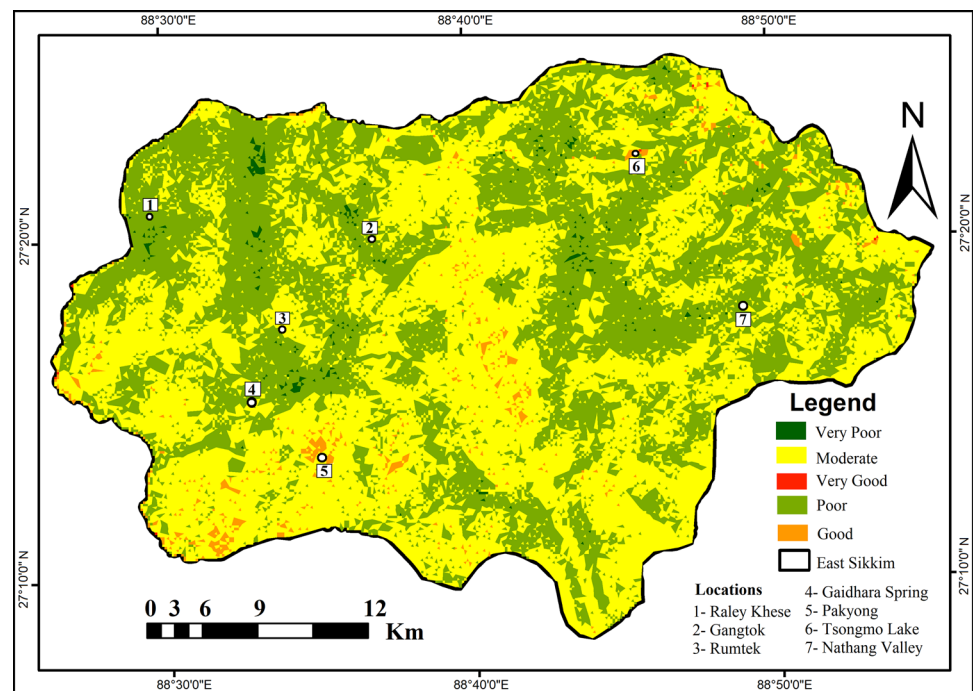 88°30'0"E 88°40'0"E 88°50'0"E
N
27°20'0" N
27°20'0" N
1
2
3
4
5
6
7
Legend
Very Poor
Moderate
Very Good
Poor
Good
East Sikkim
27°10'0" N
27°10'0" N
Locations
1- Raley Khese
2- Gangtok
3- Rumtek
4- Gaidhara Spring
5- Pakyong
6- Tsongmo Lake
7- Nathang Valley
0 3 6 9 12
Km
88°30'0"E 88°40'0"E 88°50'0"E